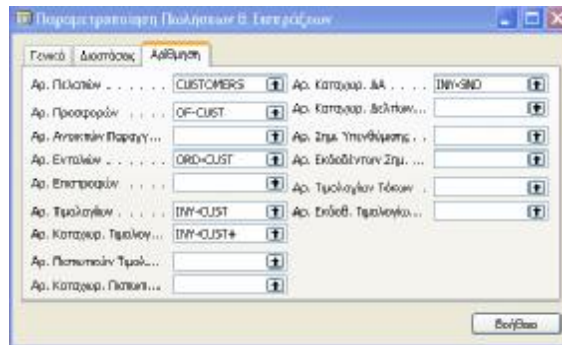 Παραμετροποίηση Πωλήσεων & Εισπράξεων
Γενικά Διαστάσεις Αρίθμηση
Αρ. Πελατών . . . . . . CUSTOMERS
Αρ. Καταχωρ. ΔΑ . . . . INV-SNO
Αρ. Προσφορών . . . . OF-CUST
Αρ. Καταχωρ. Δελτίων...
Αρ. Ανοικτών Παραγγ...
Αρ. Σημ. Υπενθύμισης . .
Αρ. Εντολών . . . . . . ORD-CUST
Αρ. Εκδοθέντων Σημ. ...
Αρ. Επιστροφών . . . .
Αρ. Τιμολογίων Τόκων .
Αρ. Τιμολογίων . . . . . INV-CUST
Αρ. Εκδοθ. Τιμολογίω...
Αρ. Καταχωρ. Τιμολογ... INV-CUST+
Αρ. Πιστωτικών Τιμολ...
Αρ. Καταχωρ. Πιστωτ...
Βοήθεια